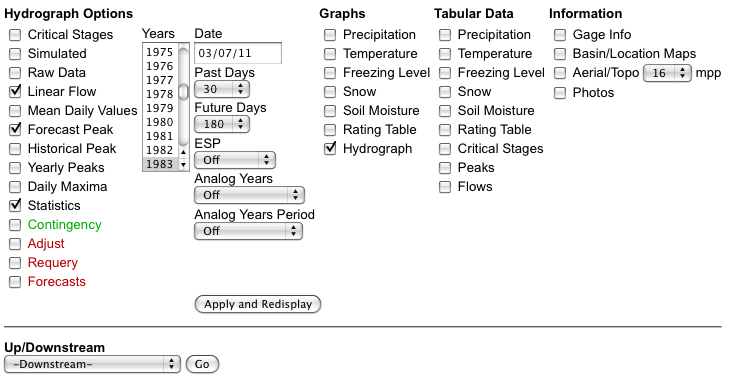 Hydrograph Options
Critical Stages
Simulated
Raw Data
Linear Flow
Mean Daily Values
Forecast Peak
Historical Peak
Yearly Peaks
Daily Maxima
Statistics
Contingency
Adjust
Requery
Forecasts
Years
1975
1976
1977
1978
1979
1980
1981
1982
1983
Date
03/07/11
Past Days
30
Future Days
180
ESP
Off
Analog Years
Off
Analog Years Period
Off
Apply and Redisplay
Graphs
Precipitation
Temperature
Freezing Level
Snow
Soil Moisture
Rating Table
Hydrograph
Tabular Data
Precipitation
Temperature
Freezing Level
Snow
Soil Moisture
Rating Table
Critical Stages
Peaks
Flows
Information
Gage Info
Basin/Location Maps
Aerial/Topo 16 mpp
Photos
Up/Downstream
-Downstream- Go